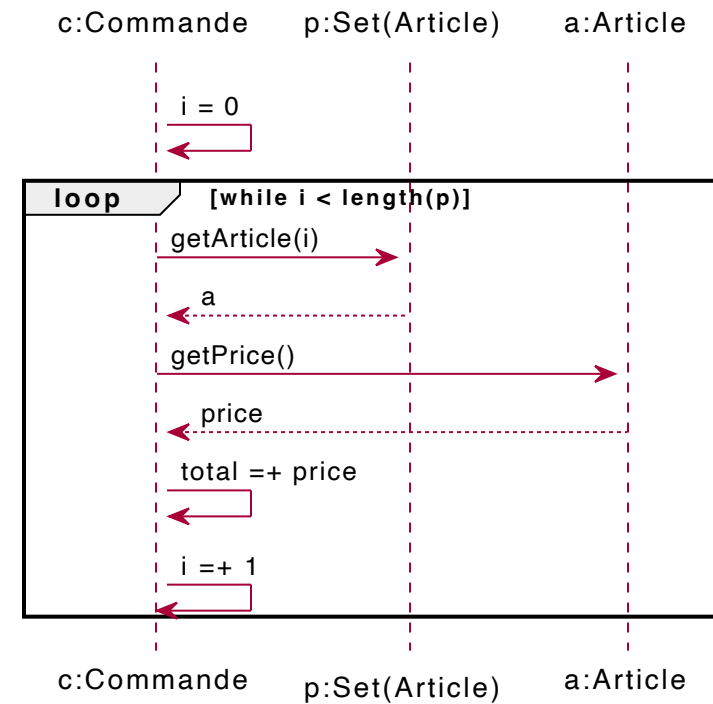 c:Commande p:Set(Article) a:Article
i = 0
loop [while i < length(p)]
getArticle(i)
a
getPrice()
price
total =+ price
i =+ 1
c:Commande p:Set(Article) a:Article